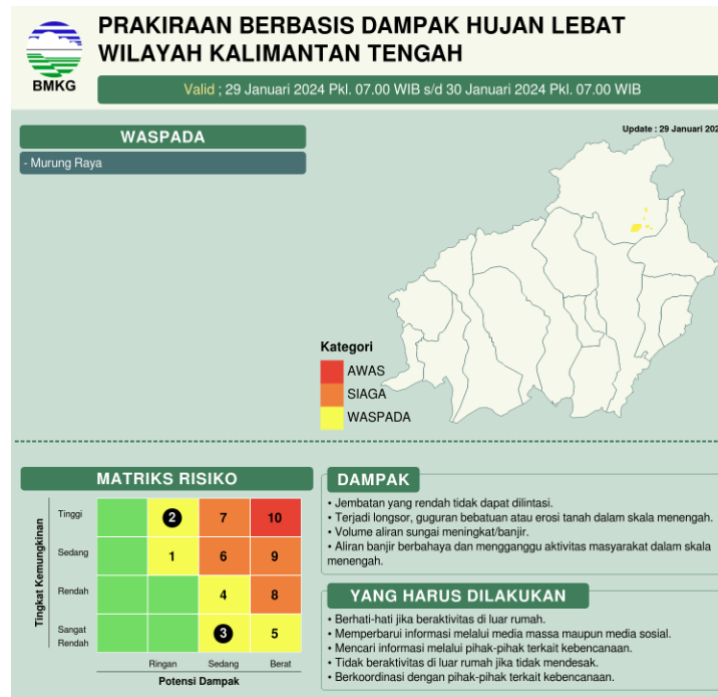 PRAKIRAAN BERBASIS DAMPAK HUJAN LEBAT
WILAYAH KALIMANTAN TENGAH
BMKG
Valid ; 29 Januari 2024 Pkl. 07.00 WIB s/d 30 Januari 2024 Pkl. 07.00 WIB
WASPADA
- Murung Raya
Update : 29 Januari 202
Kategori
AWAS
SIAGA
WASPADA
MATRIKS RISIKO
Tingkat Kemungkinan
Tinggi
2
7
10
Sedang
1
6
9
Rendah
4
8
Sangat
Rendah
3
5
Ringan
Sedang
Berat
Potensi Dampak
DAMPAK
• Jembatan yang rendah tidak dapat dilintasi.
• Terjadi longsor, guguran bebatuan atau erosi tanah dalam skala menengah.
• Volume aliran sungai meningkat/banjir.
• Aliran banjir berbahaya dan mengganggu aktivitas masyarakat dalam skala
menengah.
YANG HARUS DILAKUKAN
• Berhati-hati jika beraktivitas di luar rumah.
• Memperbarui informasi melalui media massa maupun media sosial.
• Mencari informasi melalui pihak-pihak terkait kebencanaan.
• Tidak beraktivitas di luar rumah jika tidak mendesak.
• Berkoordinasi dengan pihak-pihak terkait kebencanaan.